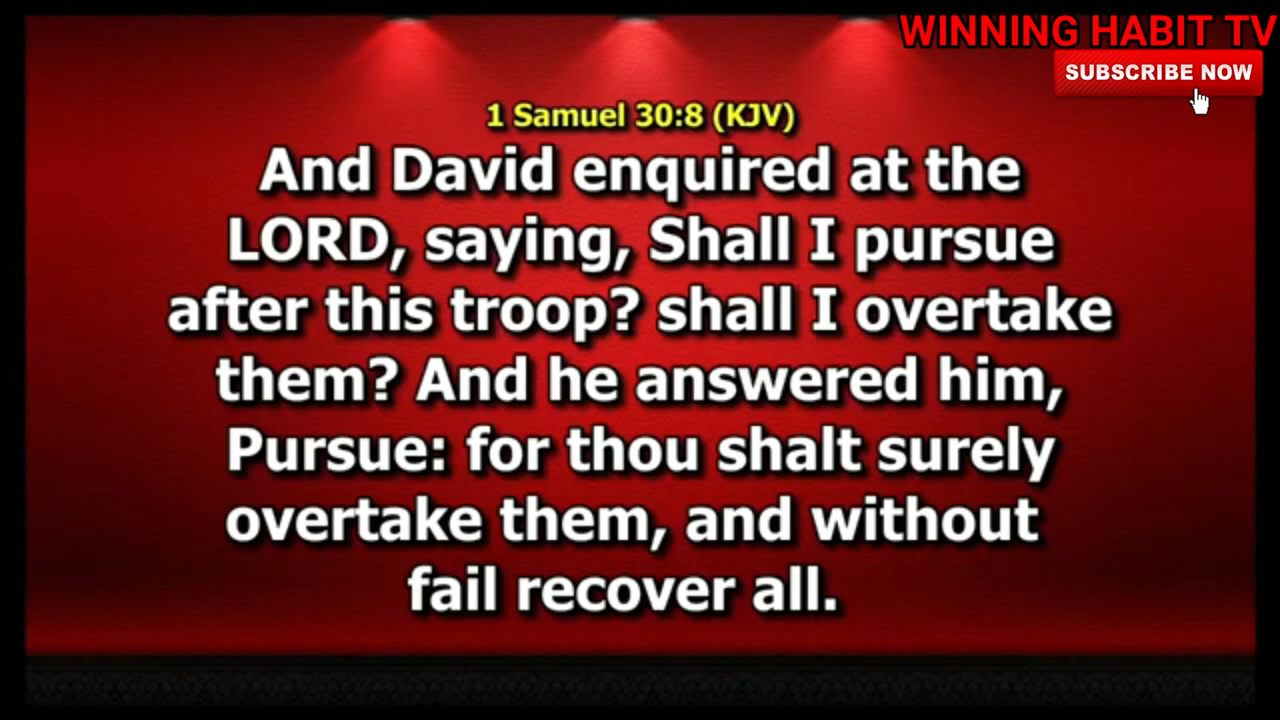 WINNING HABIT TV
SUBSCRIBE NOW
1 Samuel 30:8 (KJV)
And David enquired at the
LORD, saying, Shall I pursue
after this troop? shall I overtake
them? And he answered him,
Pursue: for thou shalt surely
overtake them, and without
fail recover all.